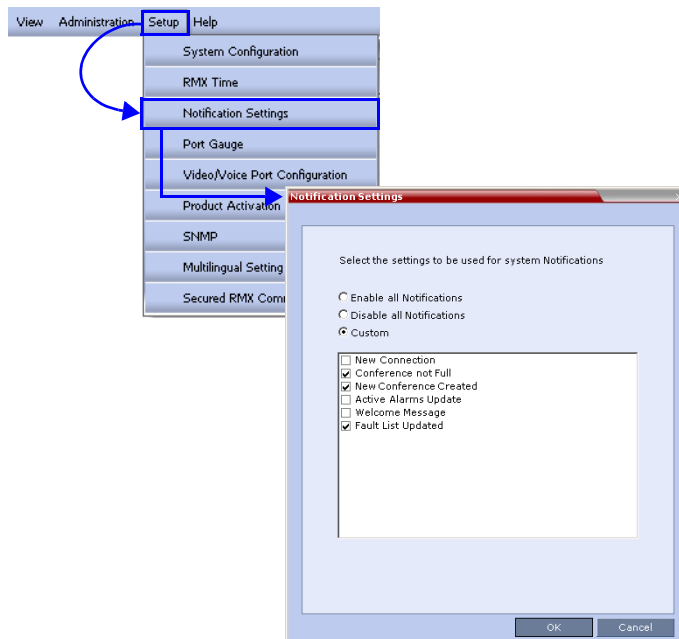 View Administration Setup Help
System Configuration
RMX Time
Notification Settings
Port Gauge
Video/Voice Port Configuration
Product Activation
SNMP
Multilingual Setting
Secured RMX Com
Notification Settings
Select the settings to be used for system Notifications
Enable all Notifications
Disable all Notifications
Custom
New Connection
Conference not Full
New Conference Created
Active Alarms Update
Welcome Message
Fault List Updated
OK Cancel